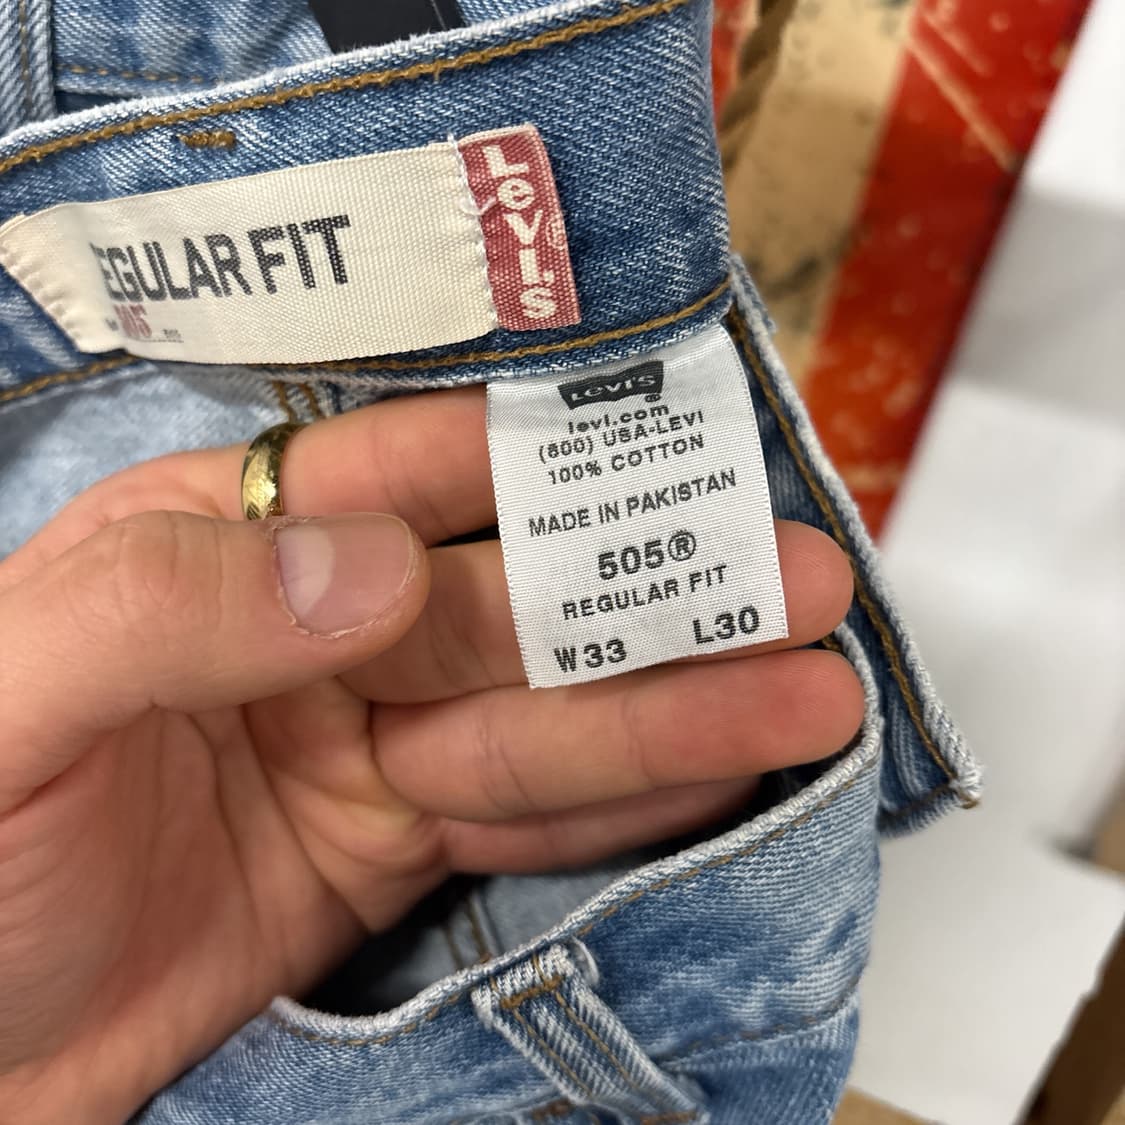 REGULAR FIT
505
LEVI'S
LEVI'S®
levi.com
(800) USA-LEVI
100% COTTON
MADE IN PAKISTAN
505®
REGULAR FIT
W33 L30